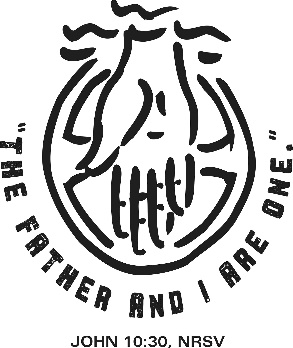 "THE FATHER AND I ARE ONE."
JOHN 10:30, NRSV